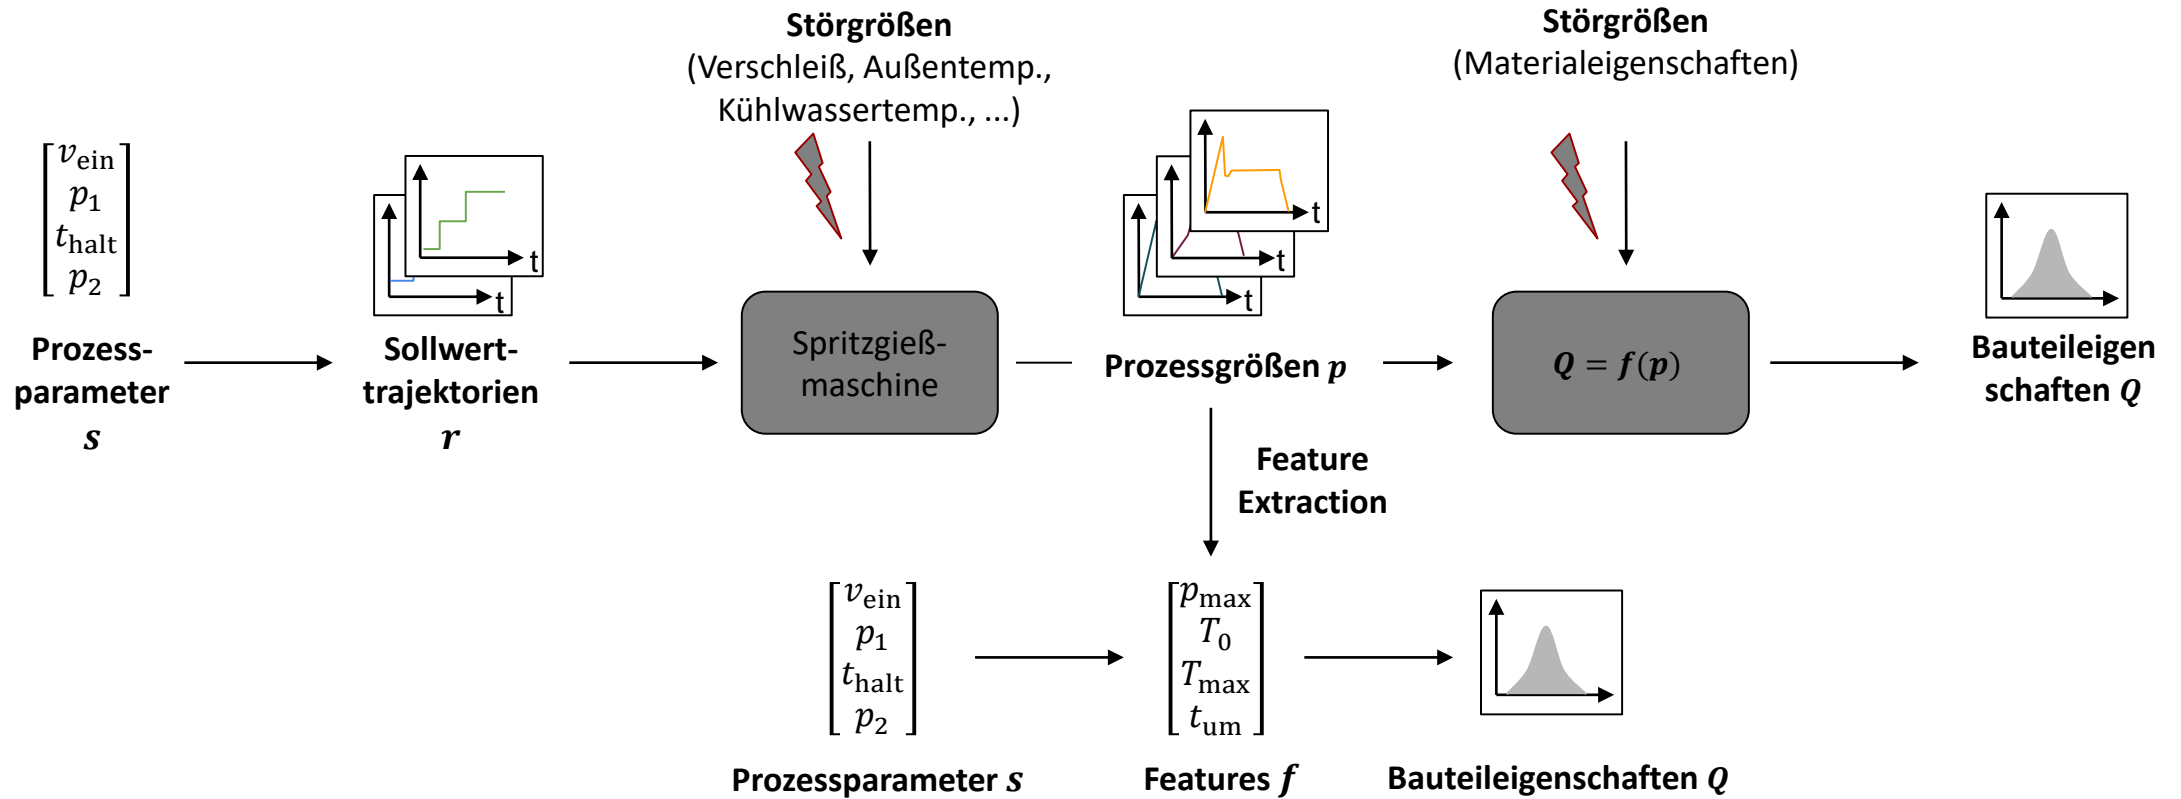 Störgrößen
(Verschleiß, Außentemp.,
Kühlwassertemp., ...)
Störgrößen
(Materialeigenschaften)
v_ein
p_1
t_halt
p_2
t
t
t
t
t
Prozess-
parameter
s
Sollwert-
trajektorien
r
Spritzgieß-
maschine
Prozessgrößen p
Q = f(p)
Bauteileigen
schaften Q
Feature
Extraction
v_ein
p_1
t_halt
p_2
p_max
T_0
T_max
t_um
Prozessparameter s
Features f
Bauteileigenschaften Q